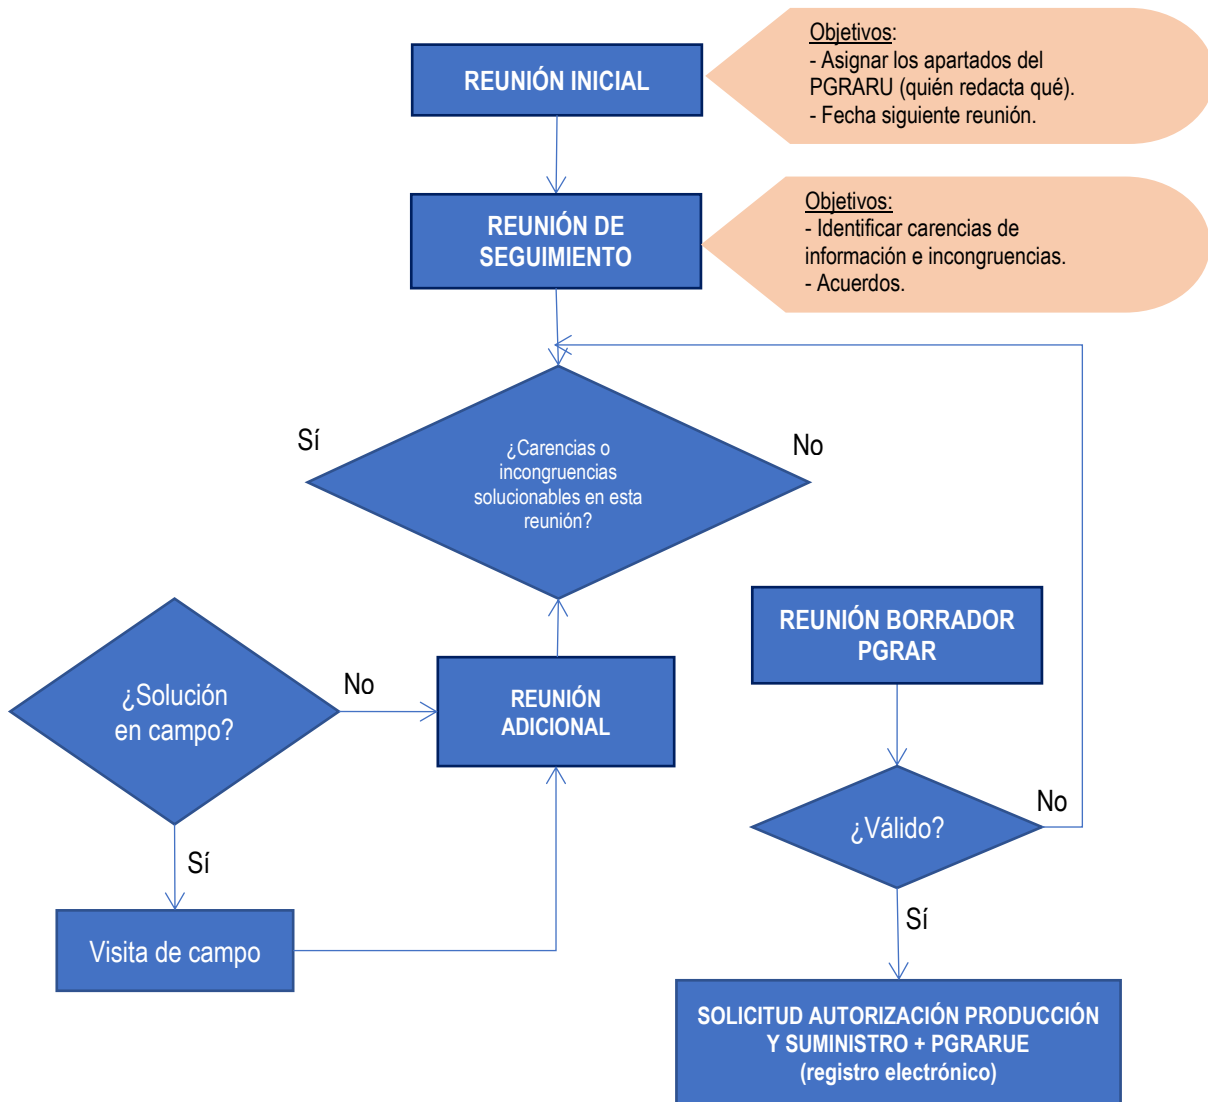 REUNIÓN INICIAL
Objetivos:
- Asignar los apartados del
PGRARU (quién redacta qué).
- Fecha siguiente reunión.
REUNIÓN DE
SEGUIMIENTO
Objetivos:
- Identificar carencias de
información e incongruencias.
- Acuerdos.
Sí
¿Carencias o
incongruencias
solucionables en esta
reunión?
No
¿Solución
en campo?
No
REUNIÓN
ADICIONAL
REUNIÓN BORRADOR
PGRAR
¿Válido?
No
Sí
Visita de campo
Sí
SOLICITUD AUTORIZACIÓN PRODUCCIÓN
Y SUMINISTRO + PGRARUE
(registro electrónico)